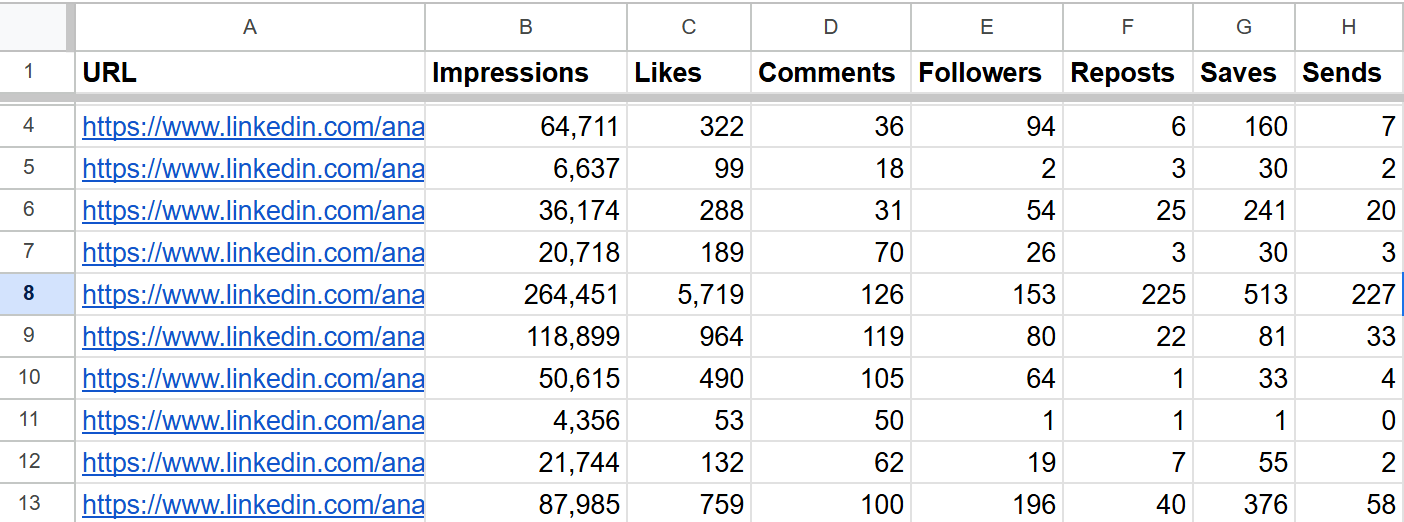 A B C D E F G H
1 URL Impressions Likes Comments Followers Reposts Saves Sends
4 https://www.linkedin.com/ana 64,711 322 36 94 6 160 7
5 https://www.linkedin.com/ana 6,637 99 18 2 3 30 2
6 https://www.linkedin.com/ana 36,174 288 31 54 25 241 20
7 https://www.linkedin.com/ana 20,718 189 70 26 3 30 3
8 https://www.linkedin.com/ana 264,451 5,719 126 153 225 513 227
9 https://www.linkedin.com/ana 118,899 964 119 80 22 81 33
10 https://www.linkedin.com/ana 50,615 490 105 64 1 33 4
11 https://www.linkedin.com/ana 4,356 53 50 1 1 1 0
12 https://www.linkedin.com/ana 21,744 132 62 19 7 55 2
13 https://www.linkedin.com/ana 87,985 759 100 196 40 376 58